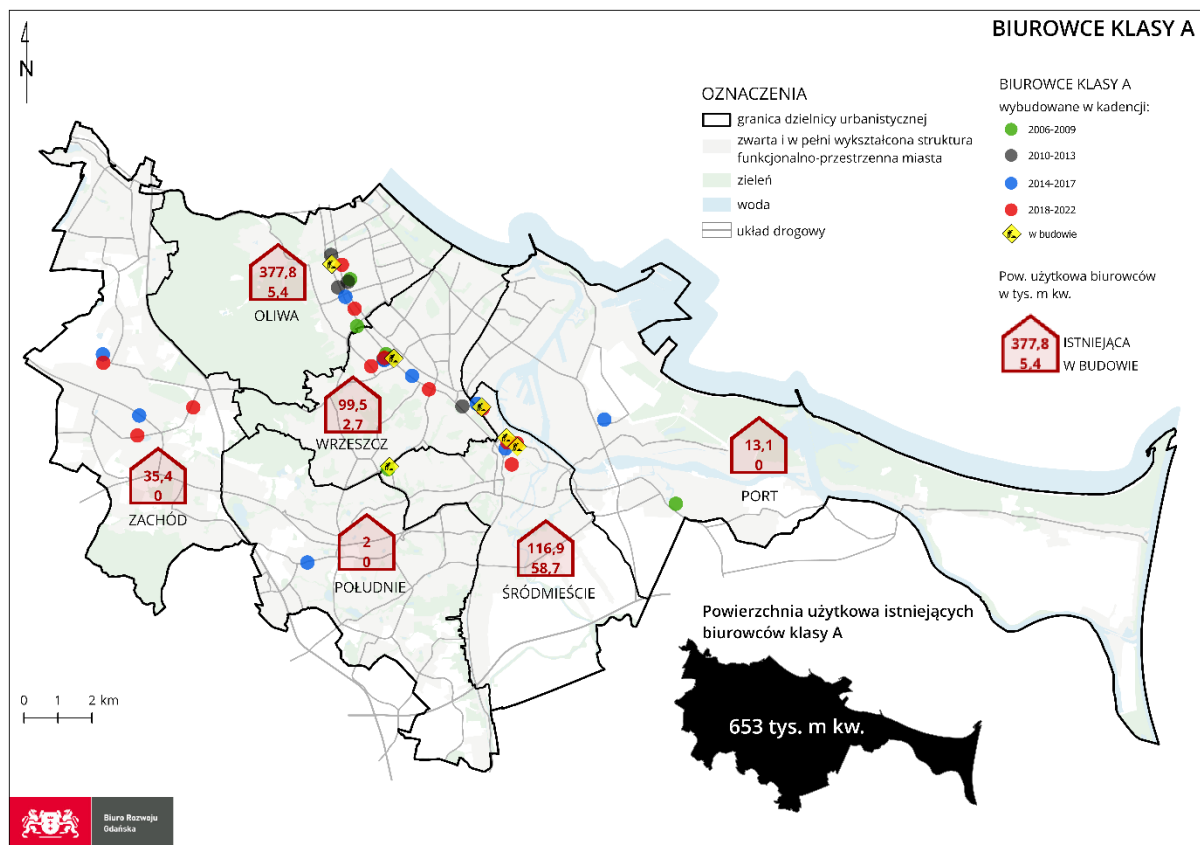 BIUROWCE KLASY A
N
OZNACZENIA
granica dzielnicy urbanistycznej
zwarta i w pełni wykształcona struktura
funkcjonalno-przestrzenna miasta
zieleń
woda
układ drogowy
BIUROWCE KLASY A
wybudowane w kadencji:
2006-2009
2010-2013
2014-2017
2018-2022
w budowie
Pow. użytkowa biurowców
w tys. m kw.
377,8
5,4
ISTNIEJĄCA
W BUDOWIE
377,8
5,4
OLIWA
99,5
2,7
WRZESZCZ
35,4
0
ZACHÓD
13,1
0
PORT
2
0
POŁUDNIE
116,9
58,7
ŚRÓDMIEŚCIE
Powierzchnia użytkowa istniejących
biurowców klasy A
653 tys. m kw.
0 1 2 km
Biuro Rozwoju
Gdańska